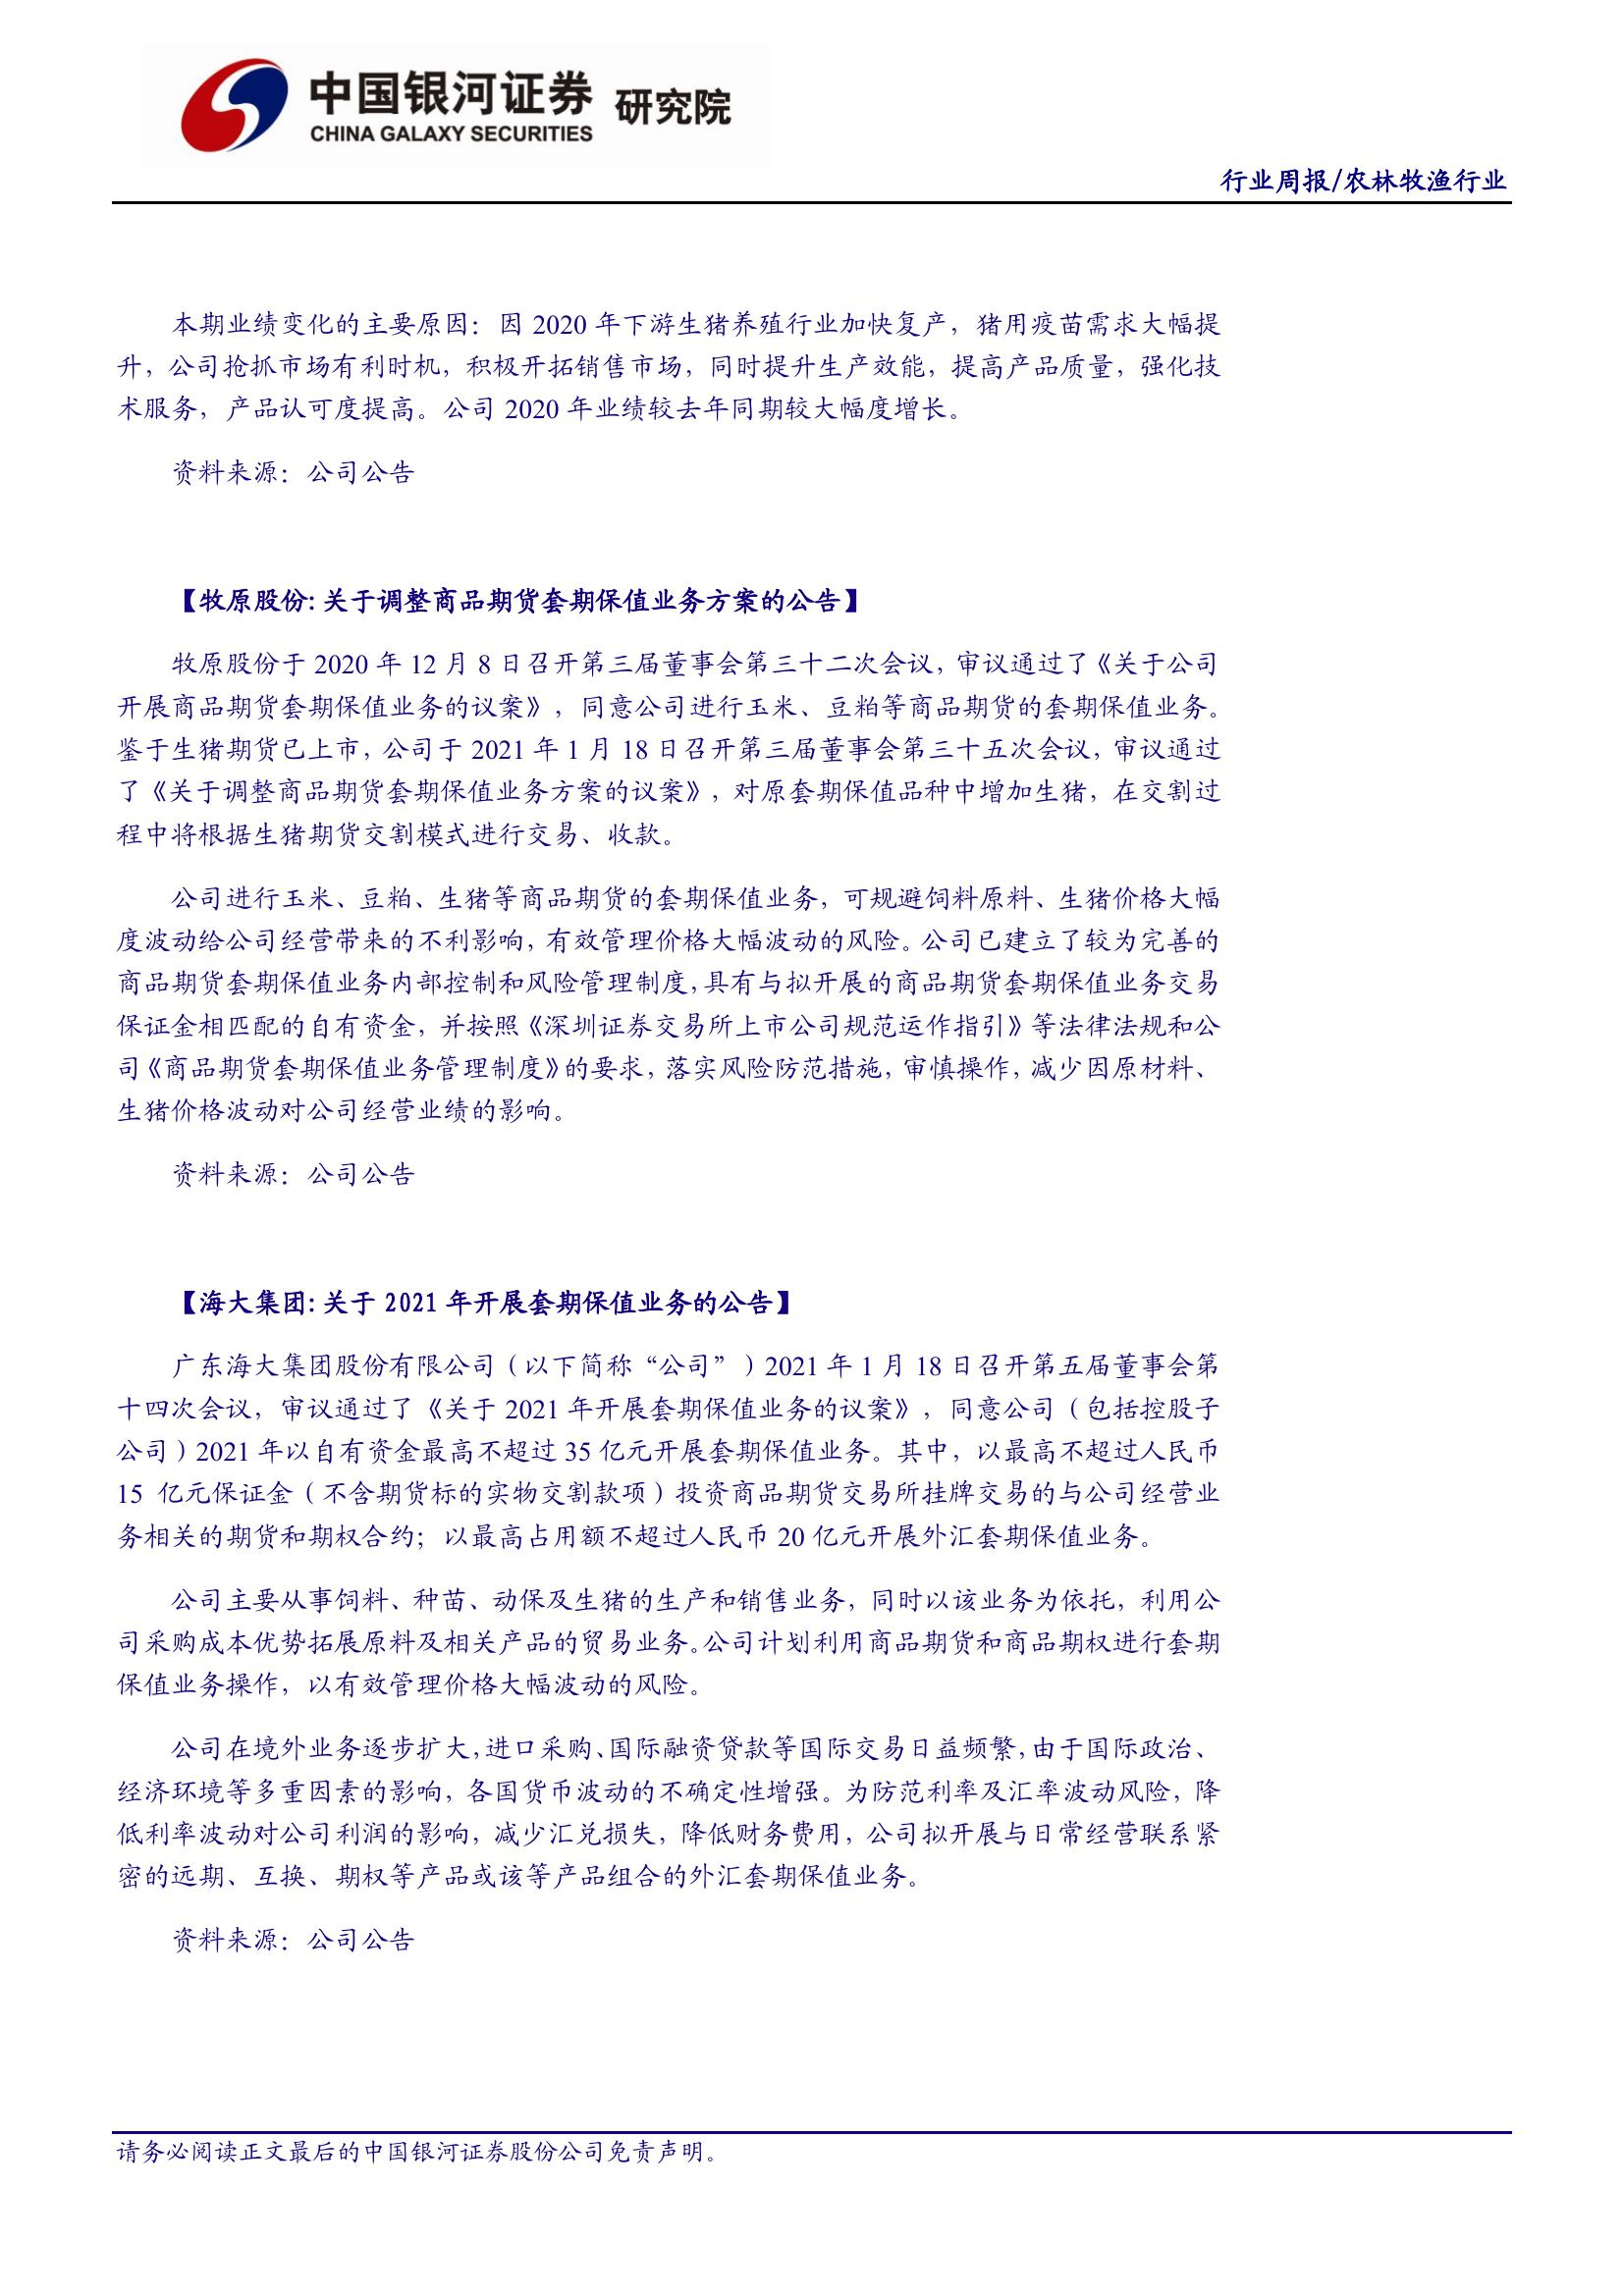 中国银河证券 研究院
CHINA GALAXY SECURITIES
行业周报/农林牧渔行业
本期业绩变化的主要原因：因 2020 年下游生猪养殖行业加快复产，猪用疫苗需求大幅提
升，公司抢抓市场有利时机，积极开拓销售市场，同时提升生产效能，提高产品质量，强化技
术服务，产品认可度提高。公司 2020 年业绩较去年同期较大幅度增长。
资料来源：公司公告
【牧原股份:关于调整商品期货套期保值业务方案的公告】
牧原股份于 2020 年 12 月 8 日召开第三届董事会第三十二次会议，审议通过了《关于公司
开展商品期货套期保值业务的议案》，同意公司进行玉米、豆粕等商品期货的套期保值业务。
鉴于生猪期货已上市，公司于 2021 年 1 月 18 日召开第三届董事会第三十五次会议，审议通过
了《关于调整商品期货套期保值业务方案的议案》，对原套期保值品种中增加生猪，在交割过
程中将根据生猪期货交割模式进行交易、收款。
公司进行玉米、豆粕、生猪等商品期货的套期保值业务，可规避饲料原料、生猪价格大幅
度波动给公司经营带来的不利影响，有效管理价格大幅波动的风险。公司已建立了较为完善的
商品期货套期保值业务内部控制和风险管理制度，具有与拟开展的商品期货套期保值业务交易
保证金相匹配的自有资金，并按照《深圳证券交易所上市公司规范运作指引》等法律法规和公
司《商品期货套期保值业务管理制度》的要求，落实风险防范措施，审慎操作，减少因原材料、
生猪价格波动对公司经营业绩的影响。
资料来源：公司公告
【海大集团:关于 2021 年开展套期保值业务的公告】
广东海大集团股份有限公司（以下简称“公司”）2021 年 1 月 18 日召开第五届董事会第
十四次会议，审议通过了《关于 2021 年开展套期保值业务的议案》，同意公司（包括控股子
公司）2021 年以自有资金最高不超过 35 亿元开展套期保值业务。其中，以最高不超过人民币
15 亿元保证金（不含期货标的实物交割款项）投资商品期货交易所挂牌交易的与公司经营业
务相关的期货和期权合约；以最高占用额不超过人民币 20 亿元开展外汇套期保值业务。
公司主要从事饲料、种苗、动保及生猪的生产和销售业务，同时以该业务为依托，利用公
司采购成本优势拓展原料及相关产品的贸易业务。公司计划利用商品期货和商品期权进行套期
保值业务操作，以有效管理价格大幅波动的风险。
公司在境外业务逐步扩大，进口采购、国际融资贷款等国际交易日益频繁，由于国际政治、
经济环境等多重因素的影响，各国货币波动的不确定性增强。为防范利率及汇率波动风险，降
低利率波动对公司利润的影响，减少汇兑损失，降低财务费用，公司拟开展与日常经营联系紧
密的远期、互换、期权等产品或该等产品组合的外汇套期保值业务。
资料来源：公司公告
请务必阅读正文最后的中国银河证券股份公司免责声明。